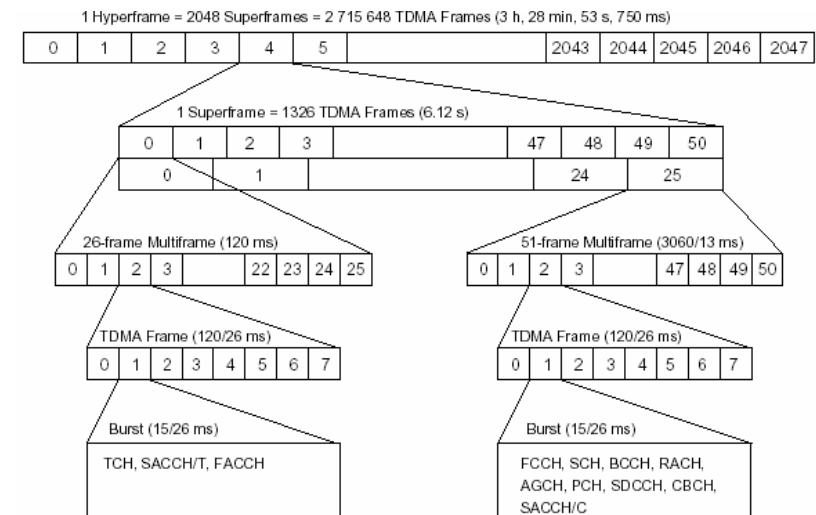 1 Hyperframe = 2048 Superframes = 2 715 648 TDMA Frames (3 h, 28 min, 53 s, 750 ms)
0 1 2 3 4 5 2043 2044 2045 2046 2047
1 Superframe = 1326 TDMA Frames (6.12 s)
0 1 2 3 47 48 49 50
0 1 24 25
26-frame Multiframe (120 ms)
0 1 2 3 22 23 24 25
51-frame Multiframe (3060/13 ms)
0 1 2 3 47 48 49 50
TDMA Frame (120/26 ms)
0 1 2 3 4 5 6 7
TDMA Frame (120/26 ms)
0 1 2 3 4 5 6 7
Burst (15/26 ms)
TCH, SACCH/T, FACCH
Burst (15/26 ms)
FCCH, SCH, BCCH, RACH,
AGCH, PCH, SDCCH, CBCH,
SACCH/C